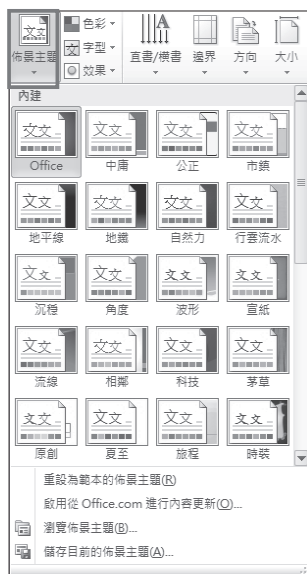 文文
佈景主題
色彩
字型
效果
直書/橫書
邊界
方向
大小
內建
文文 文文 文文 文文
Office 中庸 公正 市鎮
文文 文文 文文 文文
地平線 地鐵 自然力 行雲流水
文文 文文 文文 文文
沉穩 角度 波形 宣紙
文文 文文 文文 文文
流線 相鄰 科技 茅草
文文 文文 文文 文文
原創 夏至 旅程 時裝
重設為範本的佈景主題(R)
啟用從 Office.com 進行內容更新(O)...
瀏覽佈景主題(B)...
儲存目前的佈景主題(A)...